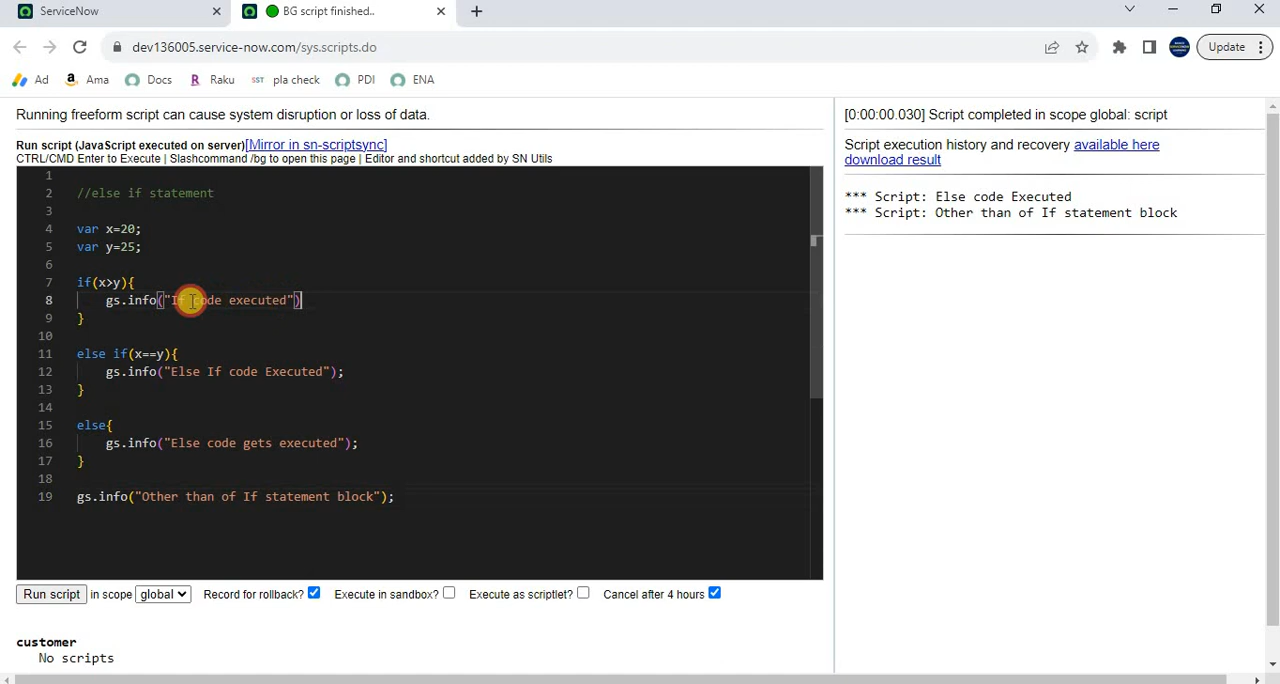 ServiceNow
BG script finished..
dev136005.service-now.com/sys.scripts.do
Update
Ad
Ama
Docs
Raku
SST
pla check
PDI
ENA
Running freeform script can cause system disruption or loss of data.
Run script (JavaScript executed on server)[Mirror in sn-scriptsync]
CTRL/CMD Enter to Execute | Slashcommand /bg to open this page | Editor and shortcut added by SN Utils
1
2 //else if statement
3
4 var x=20;
5 var y=25;
6
7 if(x>y){
8 gs.info("If code executed")
9 }
10
11 else if(x==y){
12 gs.info("Else If code Executed");
13 }
14
15 else{
16 gs.info("Else code gets executed");
17 }
18
19 gs.info("Other than of If statement block");
Run script in scope global Record for rollback? Execute in sandbox? Execute as scriptlet? Cancel after 4 hours
customer
No scripts
[0:00:00.030] Script completed in scope global: script
Script execution history and recovery available here
download result
*** Script: Else code Executed
*** Script: Other than of If statement block